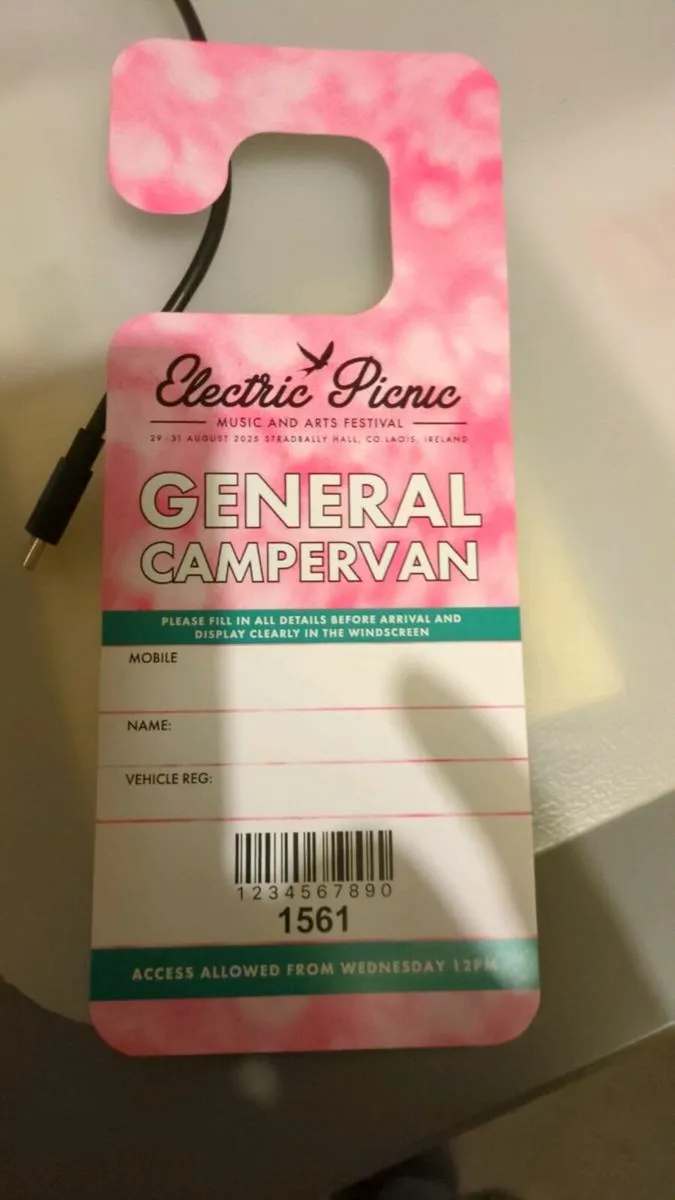 Electric Picnic
MUSIC AND ARTS FESTIVAL
29-31 AUGUST 2025 STRADBALLY HALL, CO LAOIS, IRELAND
GENERAL
CAMPERVAN
PLEASE FILL IN ALL DETAILS BEFORE ARRIVAL AND
DISPLAY CLEARLY IN THE WINDSCREEN
MOBILE
NAME:
VEHICLE REG:
1234567890
1561
ACCESS ALLOWED FROM WEDNESDAY 12PM